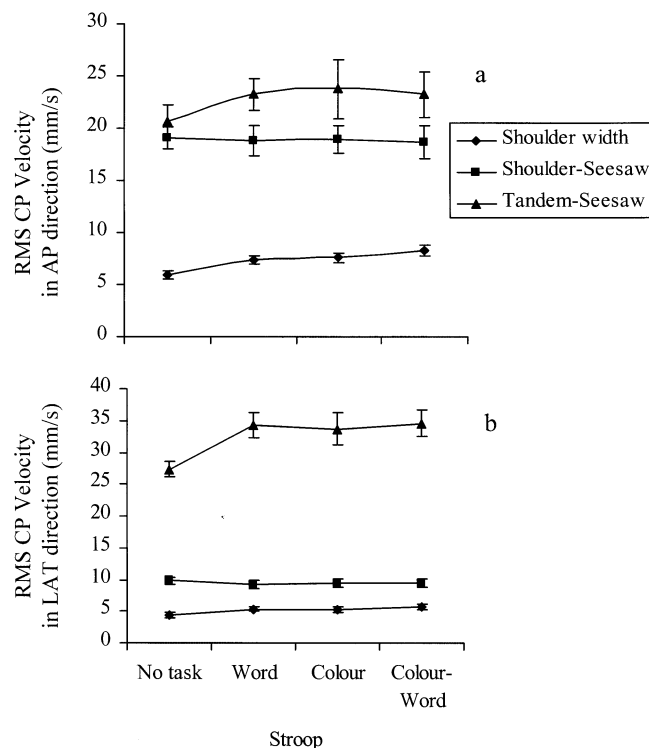 30
25
20
15
10
5
0
RMS CP Velocity
in AP direction (mm/s)
a
Shoulder width
Shoulder-Seesaw
Tandem-Seesaw
40
35
30
25
20
15
10
5
0
RMS CP Velocity
in LAT direction (mm/s)
b
No task Word Colour Colour-
Word
Stroop